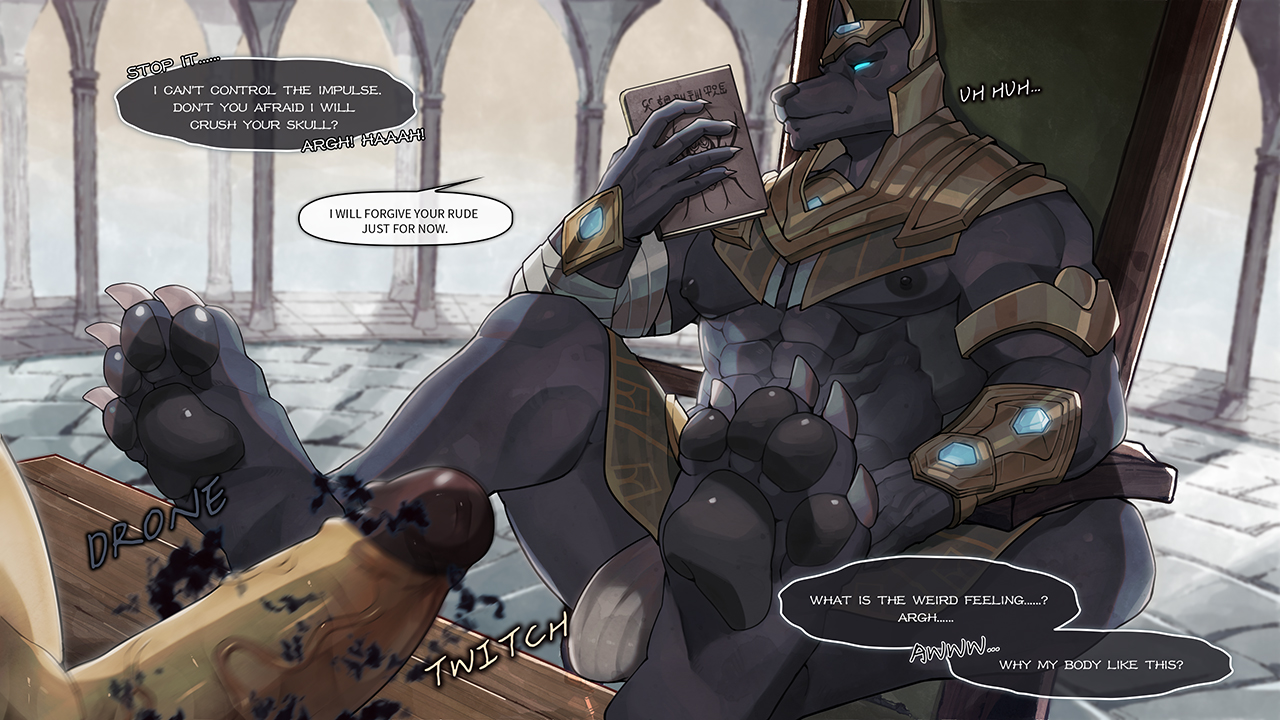 STOP IT......
I CAN'T CONTROL THE IMPULSE.
DON'T YOU AFRAID I WILL
CRUSH YOUR SKULL?
ARGH! HAAAH!
UH HUH...
I WILL FORGIVE YOUR RUDE
JUST FOR NOW.
DRONE
TWITCH
WHAT IS THE WEIRD FEELING......?
ARGH......
AWWW...
WHY MY BODY LIKE THIS?